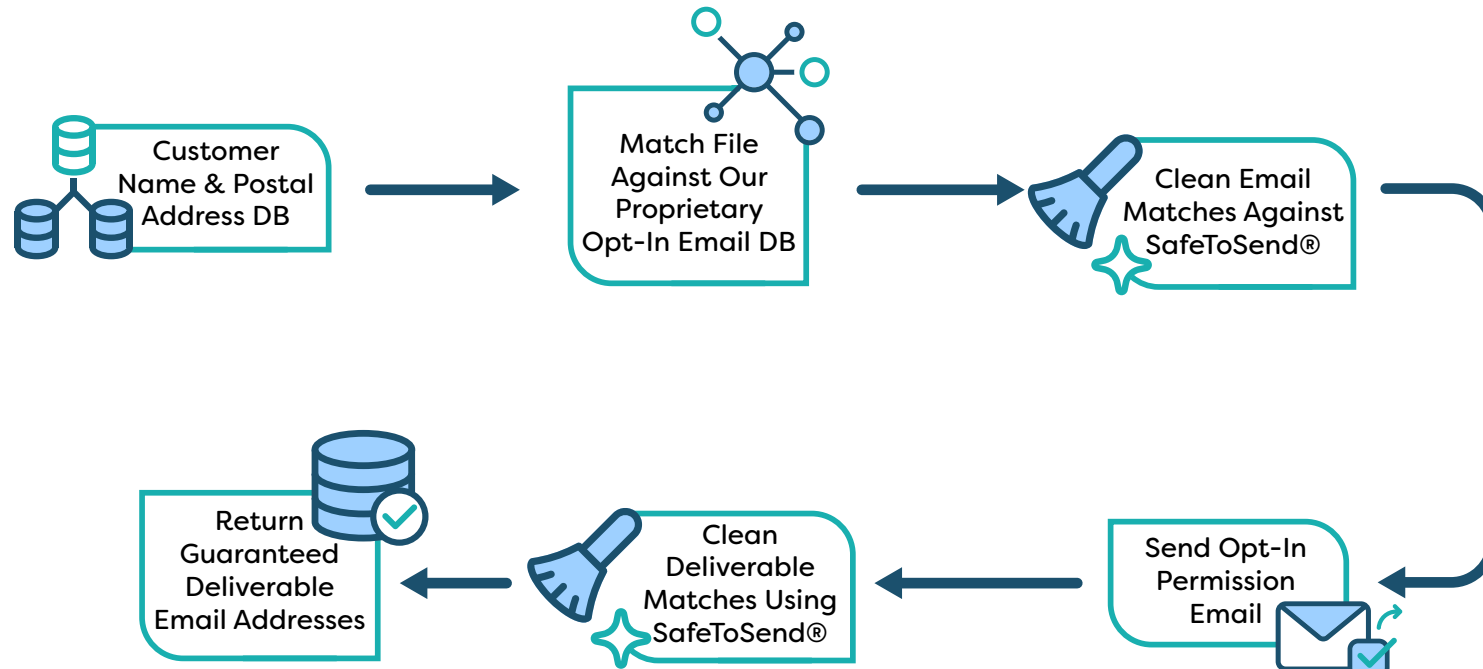 Customer
Name & Postal
Address DB
Match File
Against Our
Proprietary
Opt-In Email DB
Clean Email
Matches Against
SafeToSend®
Send Opt-In
Permission
Email
Clean
Deliverable
Matches Using
SafeToSend®
Return
Guaranteed
Deliverable
Email Addresses